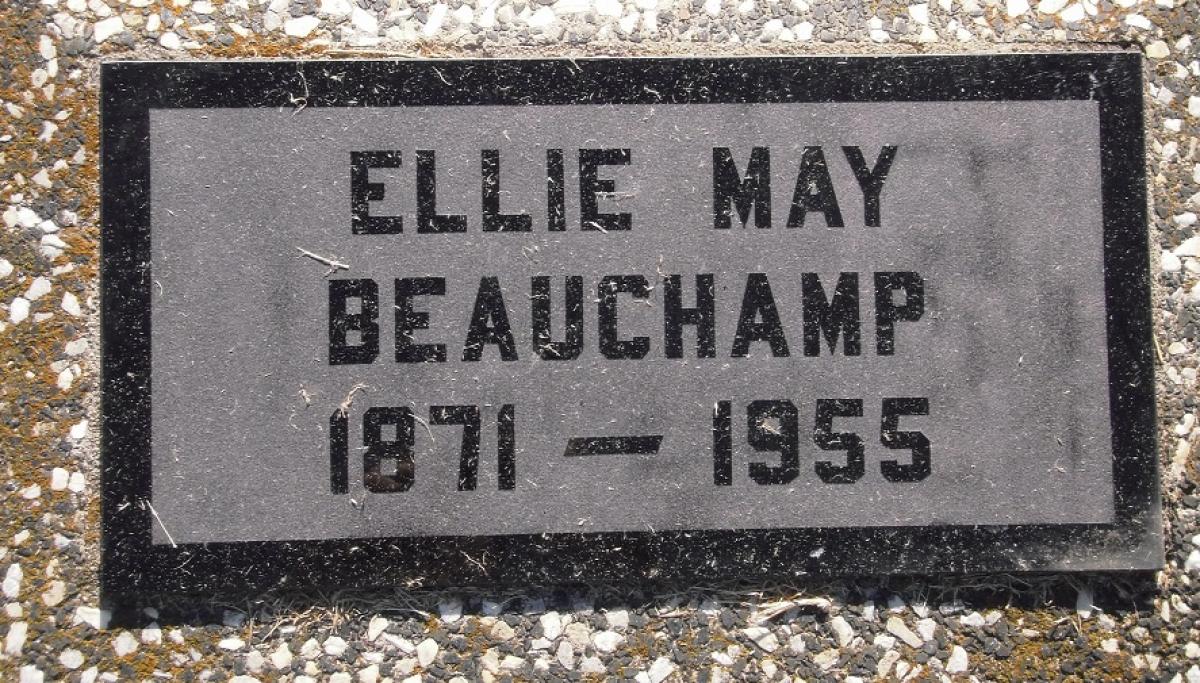 ELLIE MAY
BEAUCHAMP
1871 — 1955